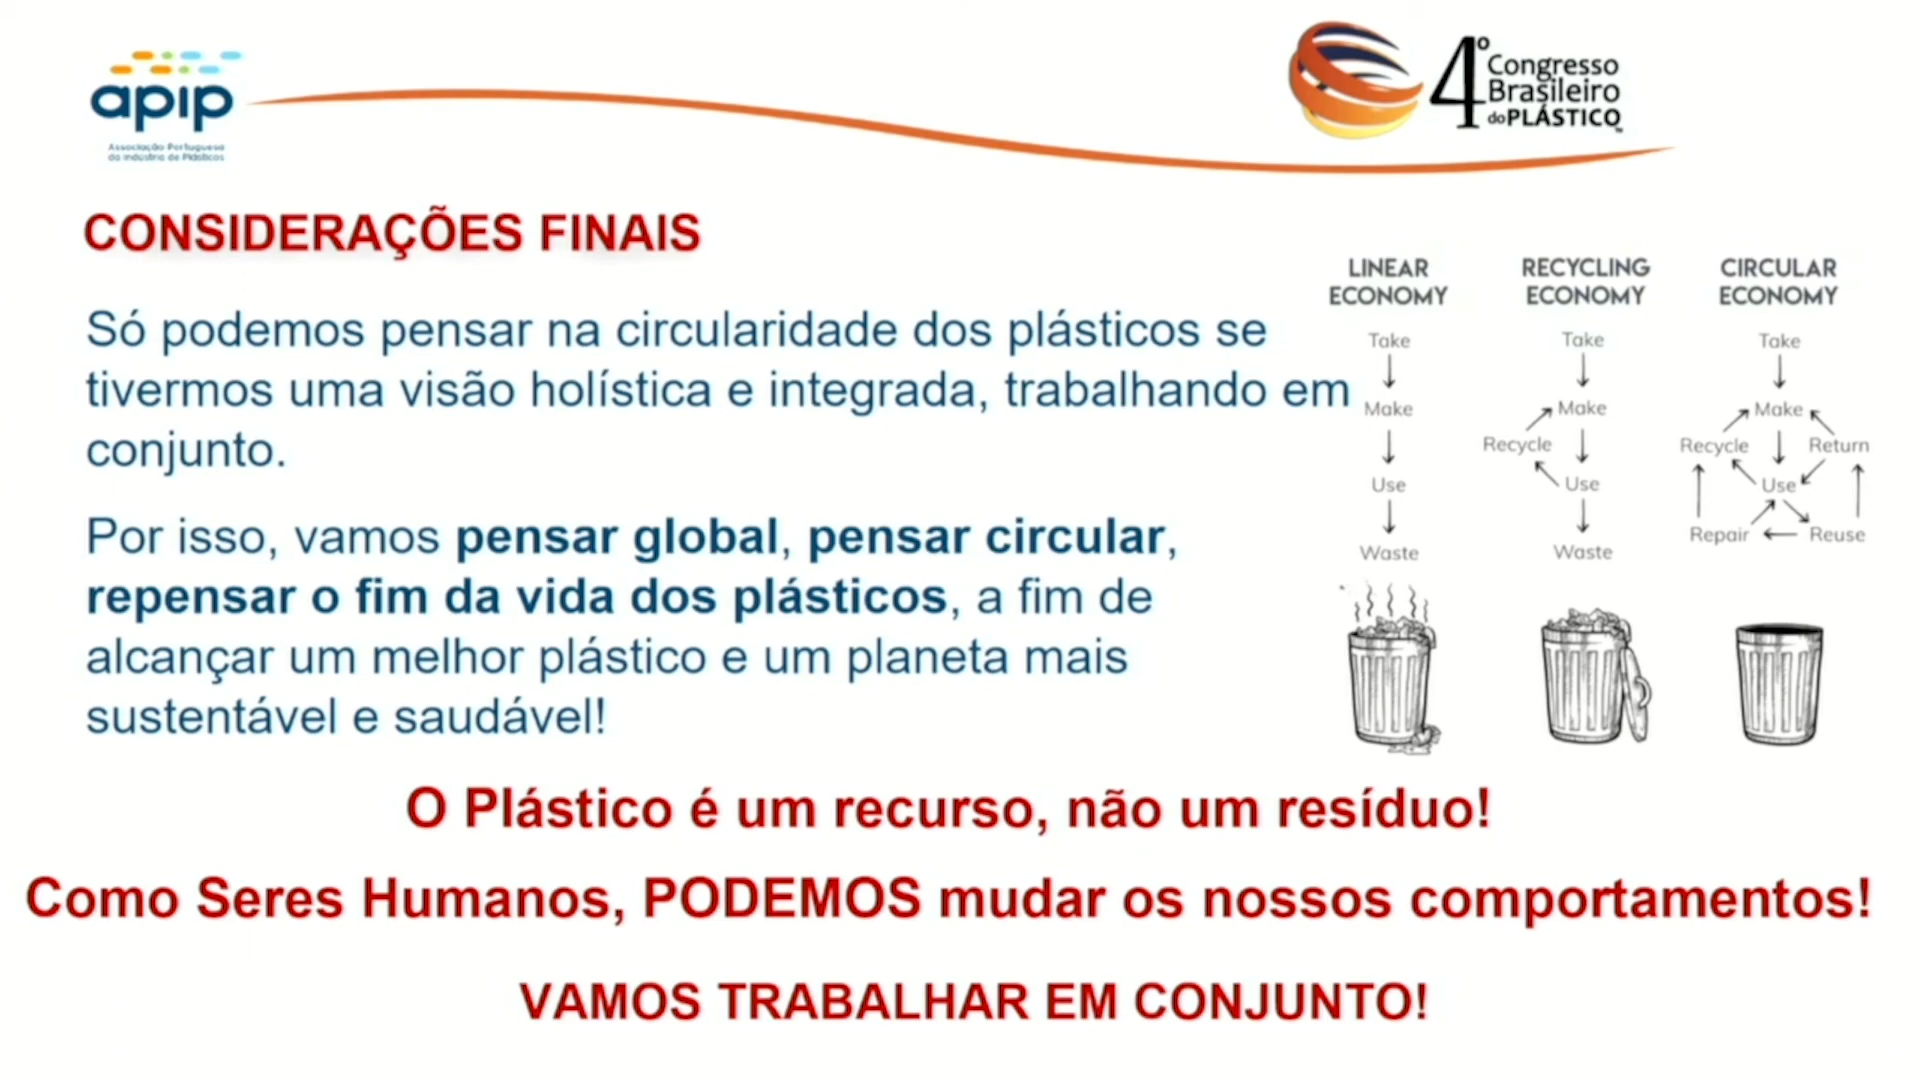 apip
Associação Portuguesa
da Indústria de Plásticos
4º
Congresso
Brasileiro
do PLÁSTICO
CONSIDERAÇÕES FINAIS
Só podemos pensar na circularidade dos plásticos se
tivermos uma visão holística e integrada, trabalhando em
conjunto.
Por isso, vamos pensar global, pensar circular,
repensar o fim da vida dos plásticos, a fim de
alcançar um melhor plástico e um planeta mais
sustentável e saudável!
LINEAR
ECONOMY
Take
Make
Use
Waste
RECYCLING
ECONOMY
Take
Make
Recycle
Use
Waste
CIRCULAR
ECONOMY
Take
Make
Recycle
Return
Use
Repair
Reuse
O Plástico é um recurso, não um resíduo!
Como Seres Humanos, PODEMOS mudar os nossos comportamentos!
VAMOS TRABALHAR EM CONJUNTO!